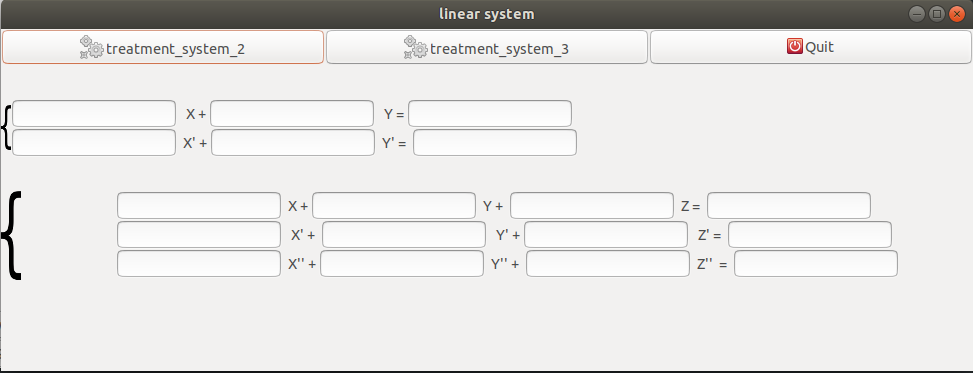 linear system
treatment_system_2 treatment_system_3 Quit
{ X + Y =
X' + Y' =
{ X + Y + Z =
X' + Y' + Z' =
X'' + Y'' + Z'' =